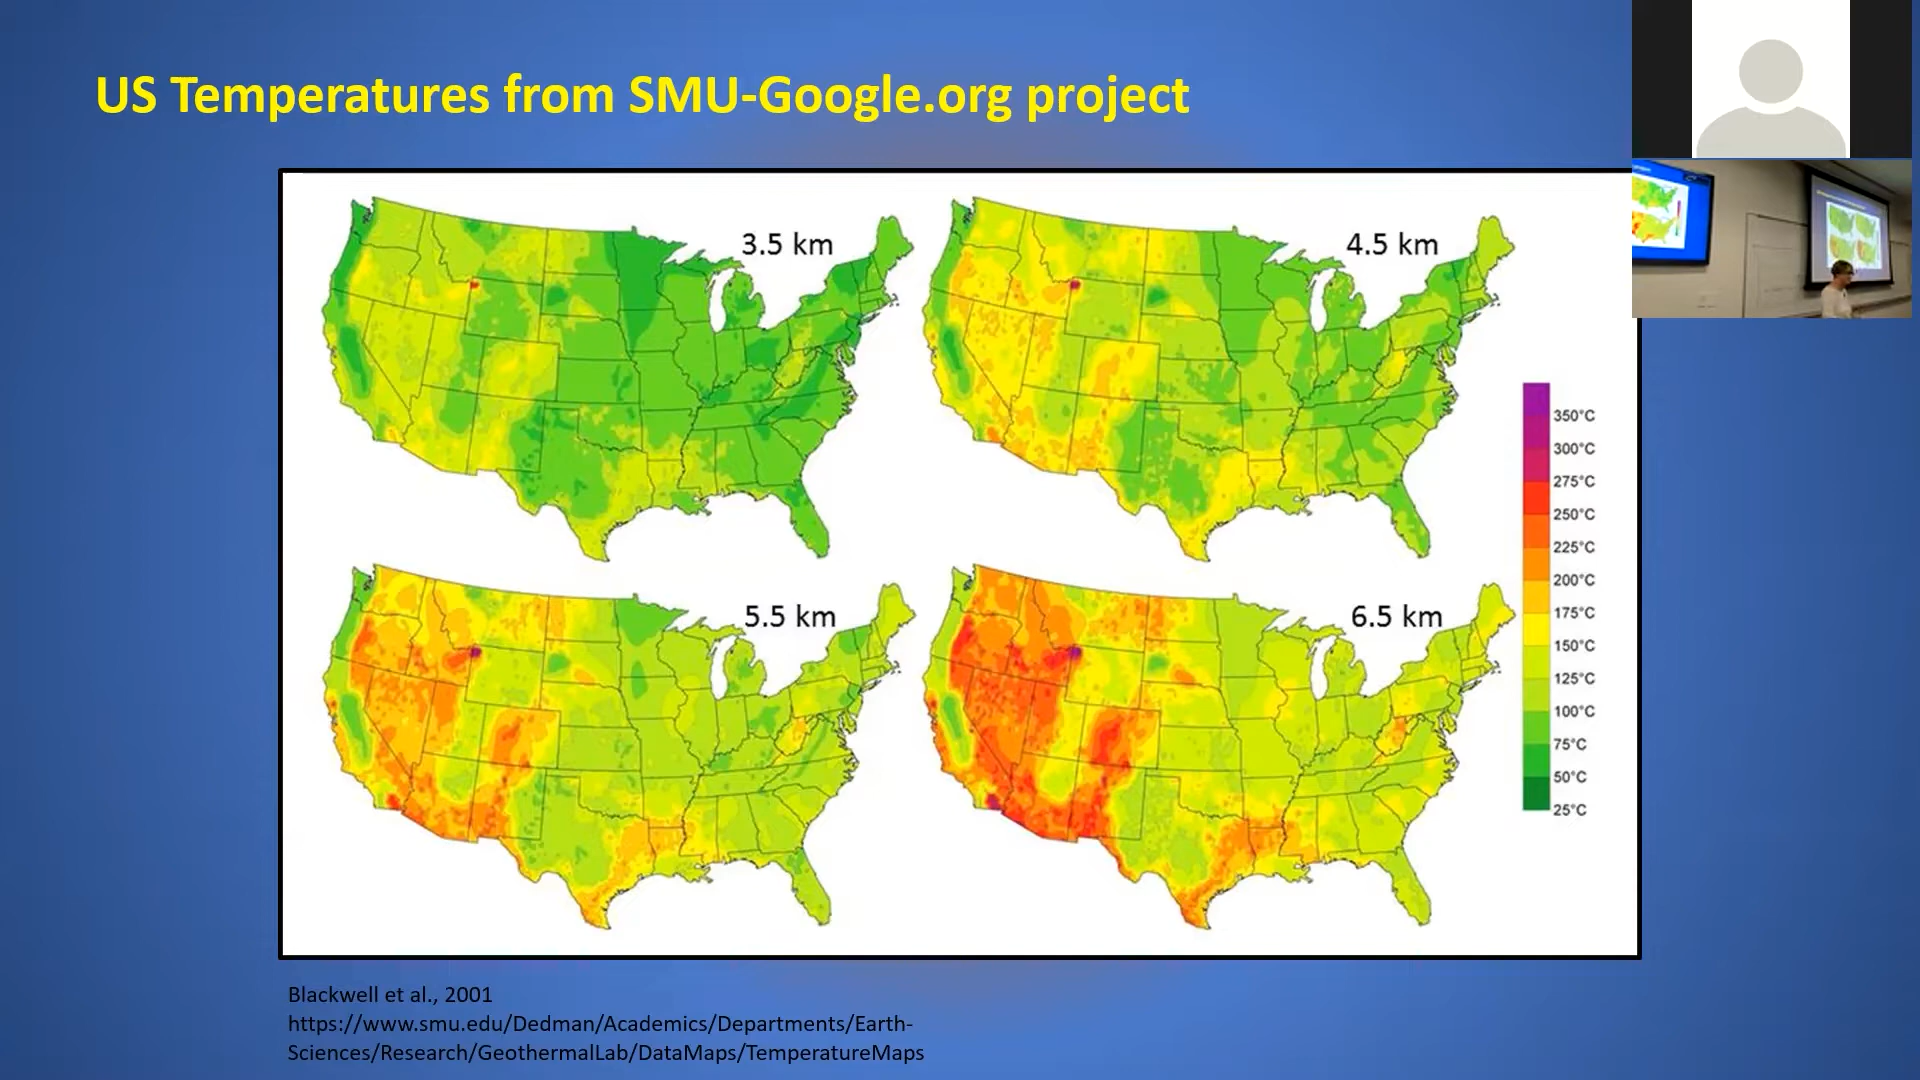 US Temperatures from SMU-Google.org project
3.5 km
4.5 km
5.5 km
6.5 km
350°C
300°C
275°C
250°C
225°C
200°C
175°C
150°C
125°C
100°C
75°C
50°C
25°C
Blackwell et al., 2001
https://www.smu.edu/Dedman/Academics/Departments/Earth-
Sciences/Research/GeothermalLab/DataMaps/TemperatureMaps